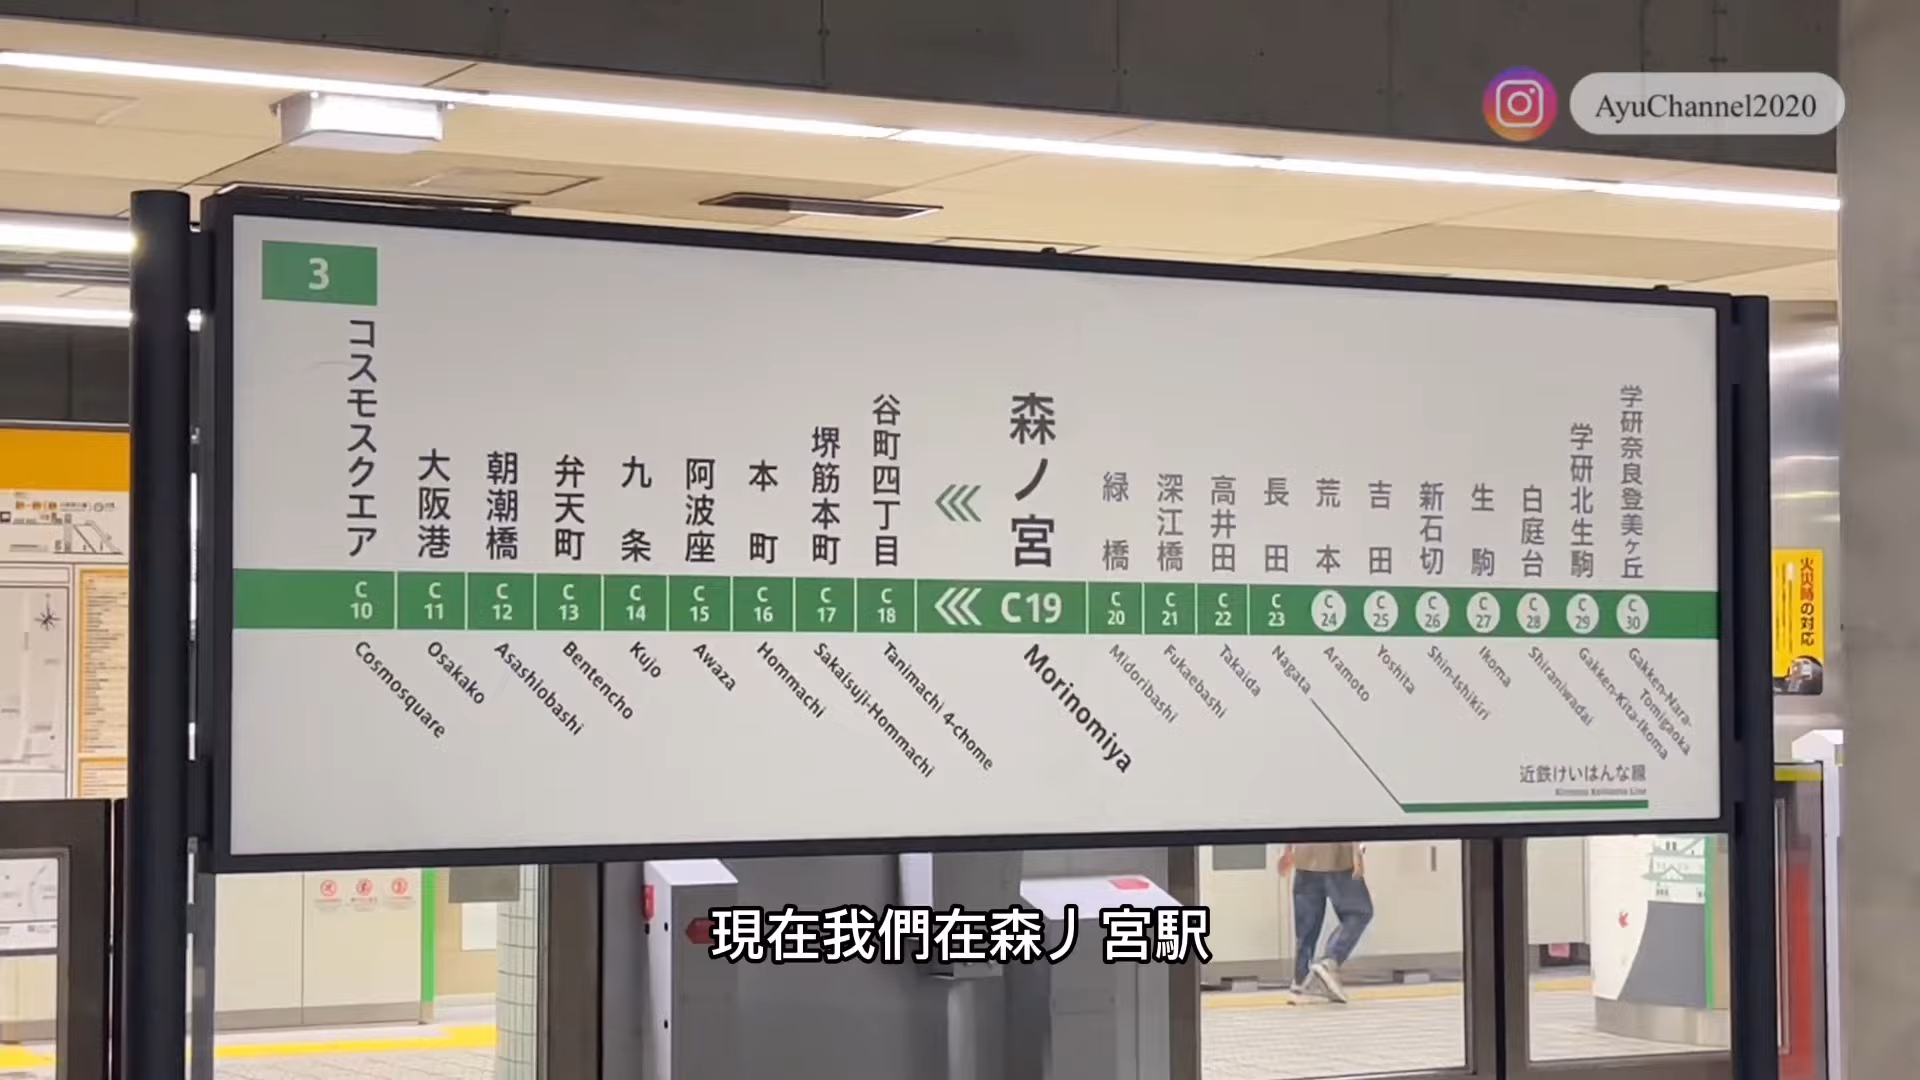 AyuChannel2020
3
コスモスクエア
大阪港
朝潮橋
弁天町
九条
阿波座
本町
堺筋本町
谷町四丁目
森ノ宮
緑橋
深江橋
高井田
長田
荒本
吉田
新石切
生駒
白庭台
学研北生駒
学研奈良登美ヶ丘
C10
C11
C12
C13
C14
C15
C16
C17
C18
C19
C20
C21
C22
C23
C24
C25
C26
C27
C28
C29
C30
Cosmosquare
Osakako
Asashiobashi
Bentencho
Kujo
Awaza
Hommachi
Sakaisuji-Hommachi
Tanimachi 4-chome
Morinomiya
Midoribashi
Fukaebashi
Takaida
Nagata
Aramoto
Yoshita
Shin-Ishikiri
Ikoma
Shiraniwadai
Gakken-Kita-Ikoma
Gakken-Nara-
Tomigaoka
近鉄けいはんな線
Kintetsu Keihanna Line
火災時の対応
現在我們在森丿宮駅